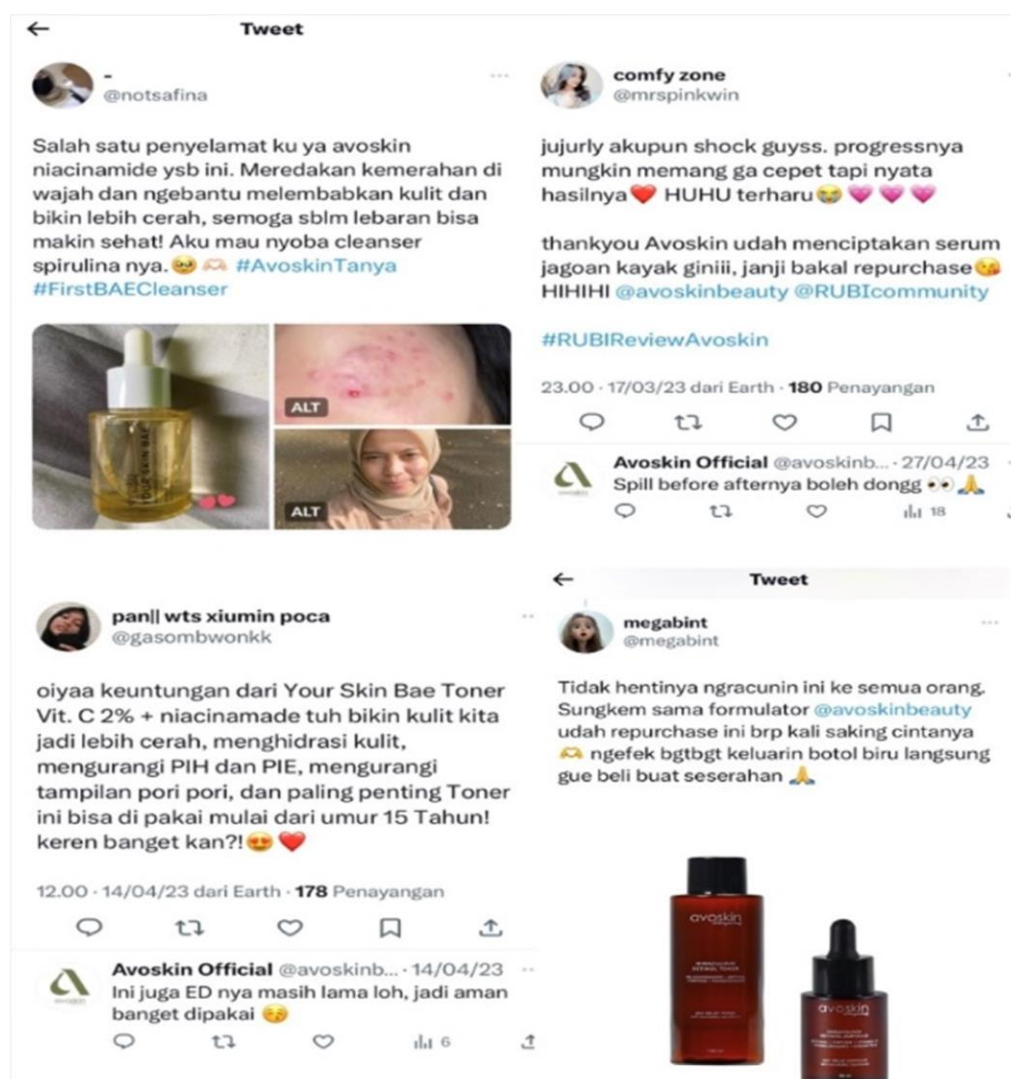 Tweet
-
@notsafina
Salah satu penyelamat ku ya avoskin
niacinamide ysb ini. Meredakan kemerahan di
wajah dan ngebantu melembabkan kulit dan
bikin lebih cerah, semoga sblm lebaran bisa
makin sehat! Aku mau nyoba cleanser
spirulina nya.🥹🫶 #AvoskinTanya
#FirstBAECleanser
YOUR SKIN BAE
ALT
ALT
comfy zone
@mrspinkwin
jujurly akupun shock guyss. progressnya
mungkin memang ga cepet tapi nyata
hasilnya❤️ HUHU terharu😭💗💗💗
thankyou Avoskin udah menciptakan serum
jagoan kayak giniii, janji bakal repurchase😘
HIHIHI @avoskinbeauty @RUBIcommunity
#RUBIReviewAvoskin
23.00 · 17/03/23 dari Earth · 180 Penayangan
Avoskin Official @avoskinb... · 27/04/23
Spill before afternya boleh dongg 👀🙏
18
pan|| wts xiumin poca
@gasombwonkk
oiyaa keuntungan dari Your Skin Bae Toner
Vit. C 2% + niacinamade tuh bikin kulit kita
jadi lebih cerah, menghidrasi kulit,
mengurangi PIH dan PIE, mengurangi
tampilan pori pori, dan paling penting Toner
ini bisa di pakai mulai dari umur 15 Tahun!
keren banget kan?!😍❤️
12.00 · 14/04/23 dari Earth · 178 Penayangan
Avoskin Official @avoskinb... · 14/04/23
Ini juga ED nya masih lama loh, jadi aman
banget dipakai 😚
6
Tweet
megabint
@megabint
Tidak hentinya ngracunin ini ke semua orang.
Sungkem sama formulator @avoskinbeauty
udah repurchase ini brp kali saking cintanya
🫶 ngefek bgtbgt keluarin botol biru langsung
gue beli buat seserahan 🙏
avoskin
RETINOL TONER
avoskin